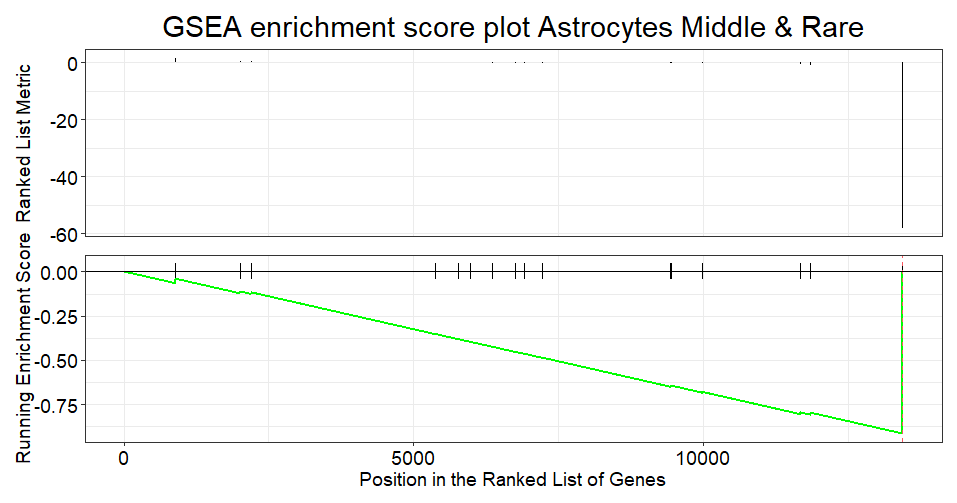 GSEA enrichment score plot Astrocytes Middle & Rare
Ranked List Metric
0
-20
-40
-60
Running Enrichment Score
0.00
-0.25
-0.50
-0.75
0
5000
10000
Position in the Ranked List of Genes